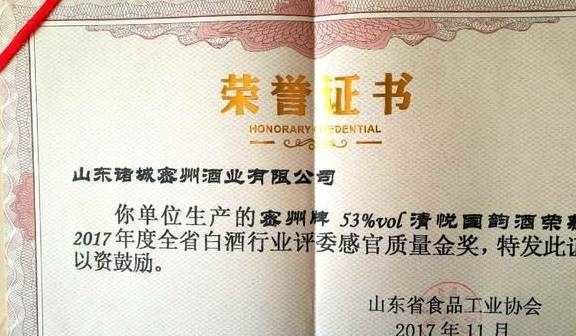 荣誉证书
HONORARY CREDENTIAL
山东诸城密州酒业有限公司
你单位生产的密州牌 53%vol清悦国韵酒荣
2017年度全省白酒行业评委感官质量金奖，特发此证
以资鼓励。
山东省食品工业协会
2017年11月